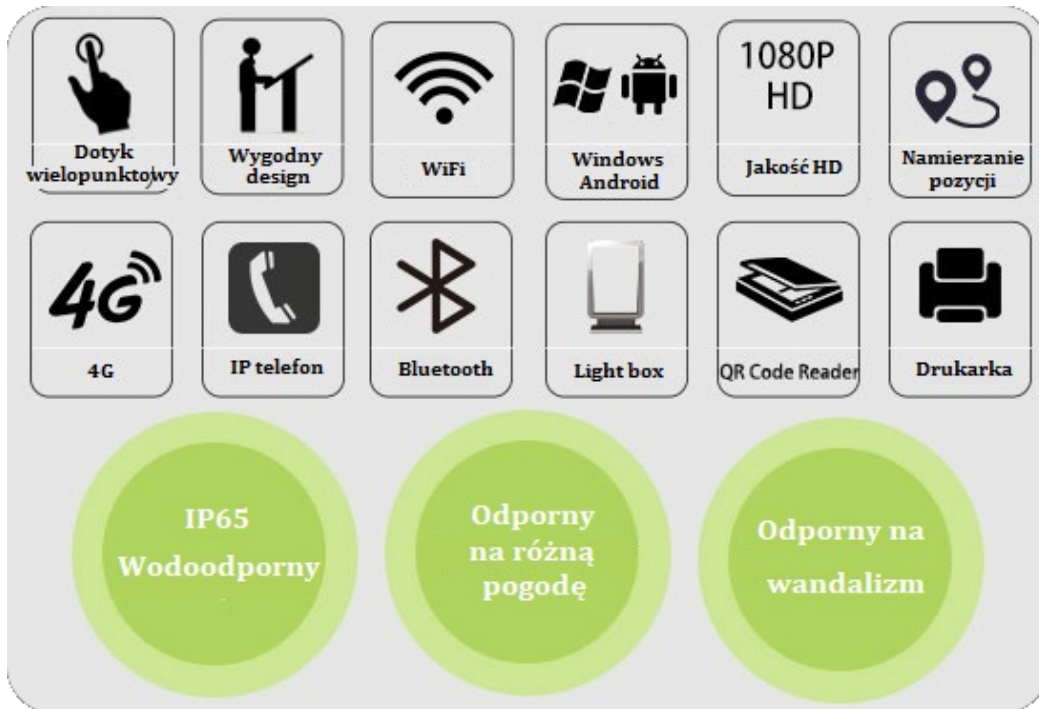 1080P
HD
Dotyk
wielopunktowy
Wygodny
design
WiFi
Windows
Android
Jakość HD
Namierzanie
pozycji
4G
4G
IP telefon
Bluetooth
Light box
QR Code Reader
Drukarka
IP65
Wodoodporny
Odporny
na różną
pogodę
Odporny na
wandalizm